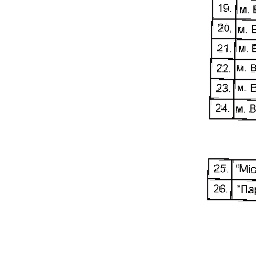 19. м. В
20. м. В
21. м. В
22. м. В
23. м. В
24. м. В
25. "Міс
26. "Пар